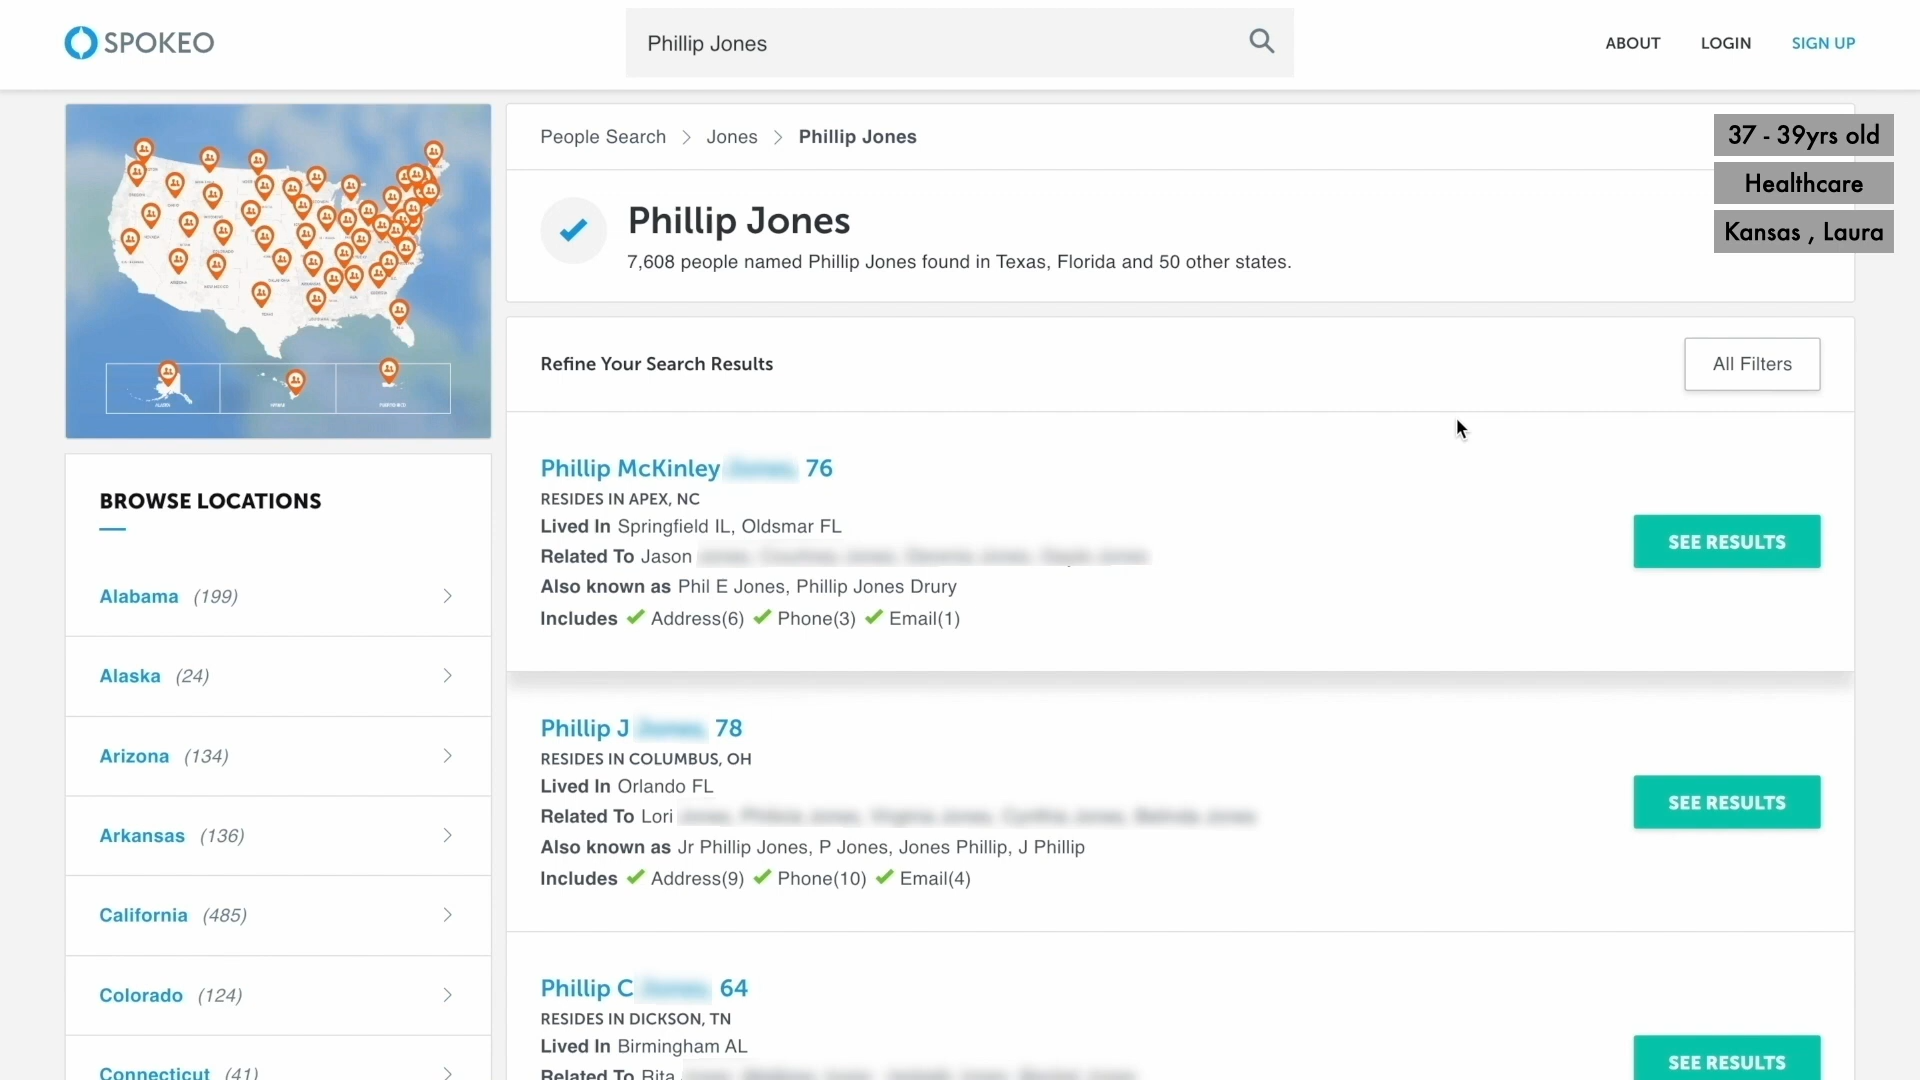 SPOKEO
Phillip Jones
ABOUT
LOGIN
SIGN UP
People Search > Jones > Phillip Jones
37 - 39yrs old
Healthcare
Kansas , Laura
Phillip Jones
7,608 people named Phillip Jones found in Texas, Florida and 50 other states.
Refine Your Search Results
All Filters
Phillip McKinley 76
RESIDES IN APEX, NC
Lived In Springfield IL, Oldsmar FL
Related To Jason
Also known as Phil E Jones, Phillip Jones Drury
Includes Address(6) Phone(3) Email(1)
SEE RESULTS
Phillip J 78
RESIDES IN COLUMBUS, OH
Lived In Orlando FL
Related To Lori
Also known as Jr Phillip Jones, P Jones, Jones Phillip, J Phillip
Includes Address(9) Phone(10) Email(4)
SEE RESULTS
Phillip C 64
RESIDES IN DICKSON, TN
Lived In Birmingham AL
Related To Rita
SEE RESULTS
BROWSE LOCATIONS
Alabama (199)
Alaska (24)
Arizona (134)
Arkansas (136)
California (485)
Colorado (124)
Connecticut (41)